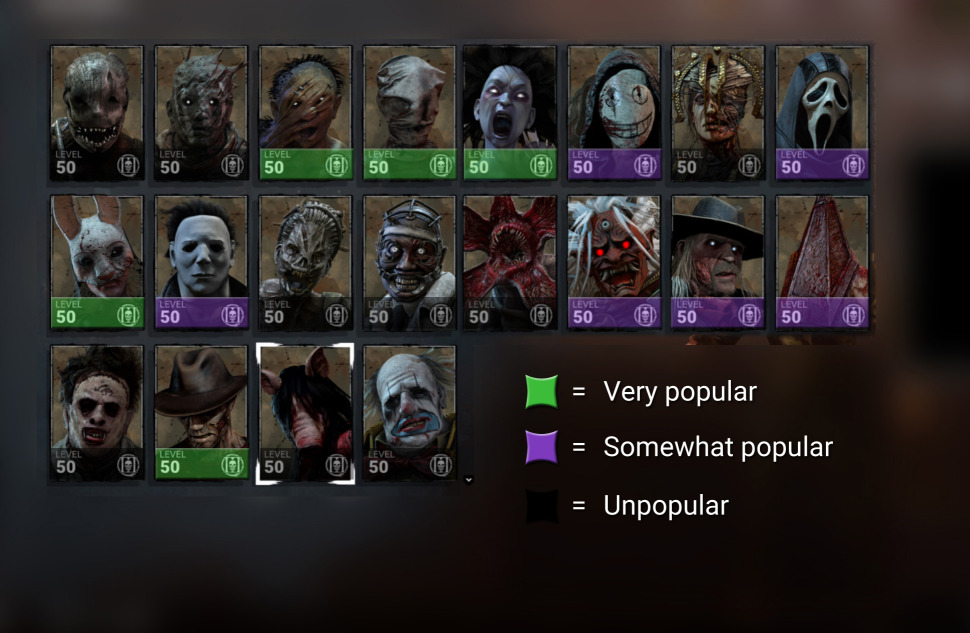 LEVEL LEVEL LEVEL LEVEL LEVEL LEVEL LEVEL LEVEL
50 50 50 50 50 50 50 50
LEVEL LEVEL LEVEL LEVEL LEVEL LEVEL LEVEL LEVEL
50 50 50 50 50 50 50 50
LEVEL LEVEL LEVEL LEVEL
50 50 50 50
= Very popular
= Somewhat popular
= Unpopular